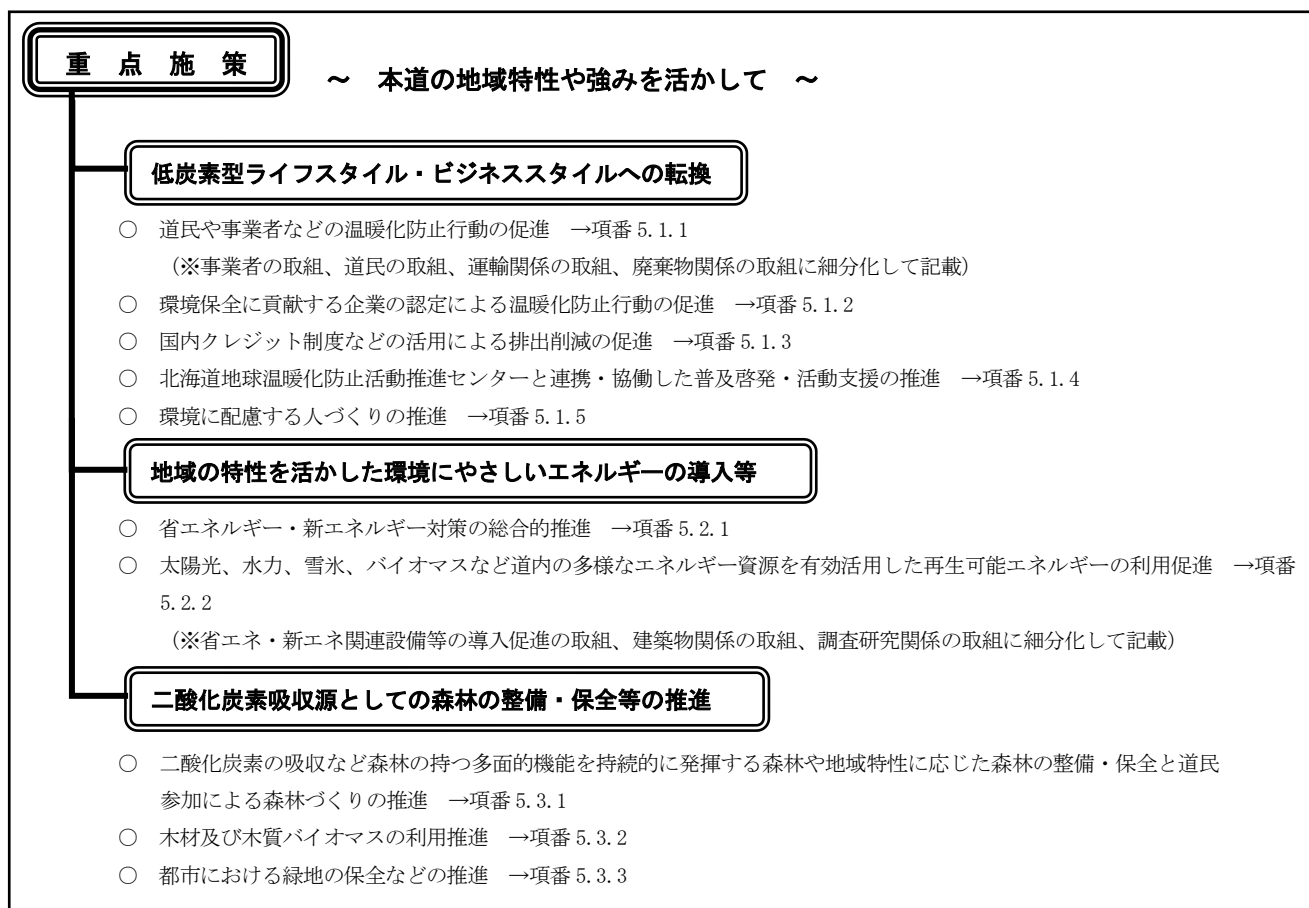 重点施策
～ 本道の地域特性や強みを活かして ～
低炭素型ライフスタイル・ビジネススタイルへの転換
○ 道民や事業者などの温暖化防止行動の促進 →項番5.1.1
(※事業者の取組、道民の取組、運輸関係の取組、廃棄物関係の取組に細分化して記載)
○ 環境保全に貢献する企業の認定による温暖化防止行動の促進 →項番5.1.2
○ 国内クレジット制度などの活用による排出削減の促進 →項番5.1.3
○ 北海道地球温暖化防止活動推進センターと連携・協働した普及啓発・活動支援の推進 →項番5.1.4
○ 環境に配慮する人づくりの推進 →項番5.1.5
地域の特性を活かした環境にやさしいエネルギーの導入等
○ 省エネルギー・新エネルギー対策の総合的推進 →項番5.2.1
○ 太陽光、水力、雪氷、バイオマスなど道内の多様なエネルギー資源を有効活用した再生可能エネルギーの利用促進 →項番
5.2.2
(※省エネ・新エネ関連設備等の導入促進の取組、建築物関係の取組、調査研究関係の取組に細分化して記載)
二酸化炭素吸収源としての森林の整備・保全等の推進
○ 二酸化炭素の吸収など森林の持つ多面的機能を持続的に発揮する森林や地域特性に応じた森林の整備・保全と道民
参加による森林づくりの推進 →項番5.3.1
○ 木材及び木質バイオマスの利用推進 →項番5.3.2
○ 都市における緑地の保全などの推進 →項番5.3.3